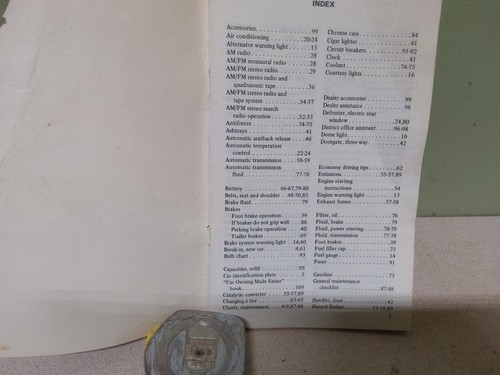 INDEX
Accessories. . . . . . . . . . . . . . . 99
Air conditioning . . . . . . . . . 20-24
Alternator warning light . . . . . 13
AM radio . . . . . . . . . . . . . . . . 28
AM/FM monaural radio . . . . . 28
AM/FM stereo radio. . . . . . . . 29
AM/FM stereo radio and
quadrasonic tape . . . . . . . . . 36
AM/FM stereo radio and
tape system . . . . . . . . . . 34-37
AM/FM stereo search
radio operation . . . . . . . 32-33
Antifreeze . . . . . . . . . . . . 74-75
Ashtrays . . . . . . . . . . . . . . . . 41
Automatic seatback release . . . . 46
Automatic temperature
control . . . . . . . . . . . . . 22-24
Automatic transmission . . . . 58-59
Automatic transmission
fluid . . . . . . . . . . . . . . . 77-78
Battery . . . . . . . . . . 66-67,79-80
Belts, seat and shoulder . . 48-50,85
Brake fluid . . . . . . . . . . . . . . . 79
Brakes
Foot brake operation . . . . . . 39
If brakes do not grip well . . . 86
Parking brake operation . . . . 40
Trailer brakes . . . . . . . . . . . 69
Brake system warning light . . 14,40
Break-in, new car. . . . . . . . . 4,61
Bulb chart . . . . . . . . . . . . . . . 93
Capacities, refill . . . . . . . . . . . 95
Car identification plate . . . . . . . 5
"Car Owning Made Easier"
book . . . . . . . . . . . . . . . . . 109
Catalytic converter . . . . 55-57,89
Changing a tire . . . . . . . . . 63-65
Charts, maintenance . . . 8-9,87-88
Chrome care . . . . . . . . . . . . . 84
Cigar lighter . . . . . . . . . . . . . 41
Circuit breakers. . . . . . . . . 91-92
Clock . . . . . . . . . . . . . . . . . . 41
Coolant . . . . . . . . . . . . . . 74-75
Courtesy lights . . . . . . . . . . . 16
Dealer accessories . . . . . . . . . 99
Dealer assistance . . . . . . . . . . 96
Defroster, electric rear
window . . . . . . . . . . . . . 24,80
District office assistant . . . . 96-98
Dome light . . . . . . . . . . . . . . 16
Doorgate, three-way. . . . . . . . 42
Economy driving tips . . . . . . . 62
Emissions. . . . . . . . . . . 55-57,89
Engine starting
instructions . . . . . . . . . . . . 54
Engine warning light . . . . . . . 13
Exhaust fumes . . . . . . . . . 57-58
Filter, oil . . . . . . . . . . . . . . . 76
Fluid, brake . . . . . . . . . . . . . 79
Fluid, power steering . . . . . 78-79
Fluid, transmission . . . . . . 77-78
Foot brakes . . . . . . . . . . . . . 39
Fuel filler cap . . . . . . . . . . . . 73
Fuel gauge . . . . . . . . . . . . . . 14
Fuses . . . . . . . . . . . . . . . . . . 91
Gasoline . . . . . . . . . . . . . . . . 73
General maintenance
checklist . . . . . . . . . . . . 87-88
Handles, door . . . . . . . . . . . . 42
Hazard flasher